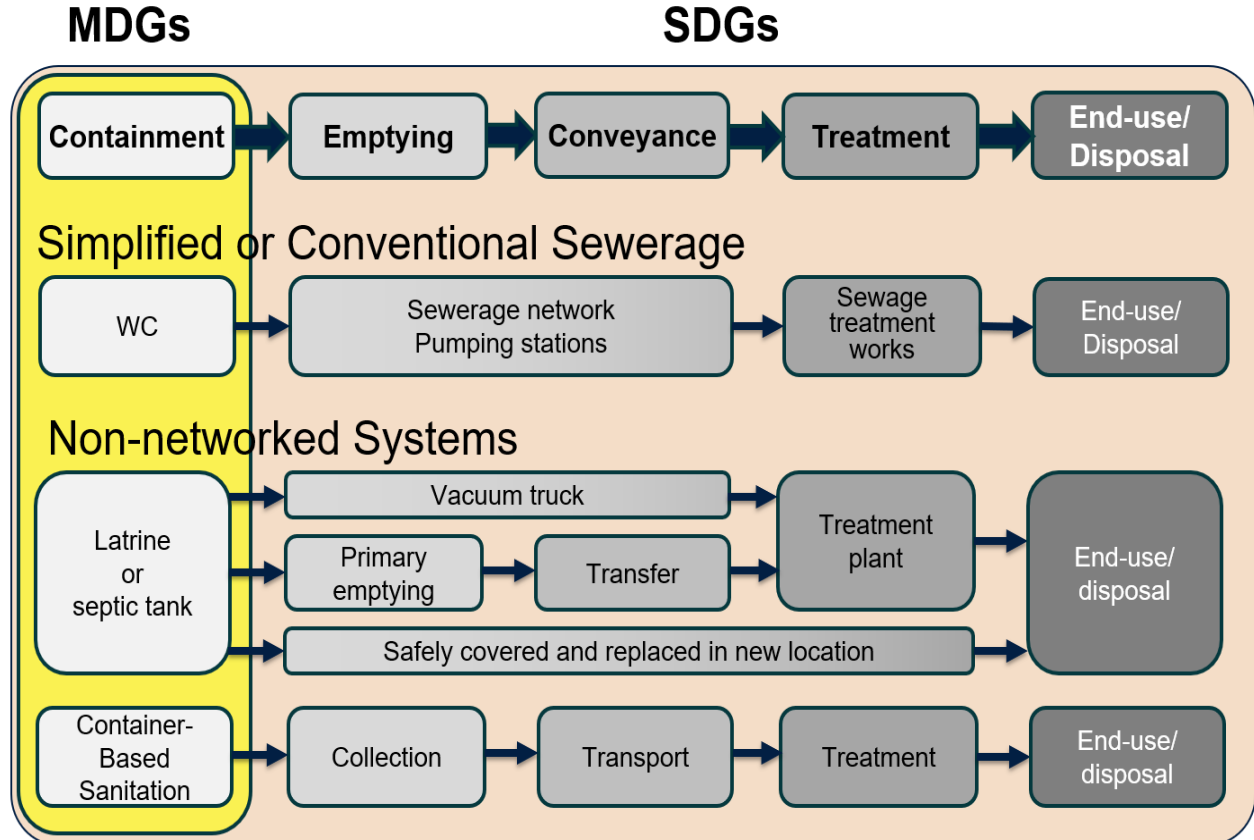 MDGs
SDGs
Containment
Emptying
Conveyance
Treatment
End-use/
Disposal
Simplified or Conventional Sewerage
WC
Sewerage network
Pumping stations
Sewage
treatment
works
End-use/
Disposal
Non-networked Systems
Latrine
or
septic tank
Vacuum truck
Primary
emptying
Transfer
Safely covered and replaced in new location
Treatment
plant
End-use/
disposal
Container-
Based
Sanitation
Collection
Transport
Treatment
End-use/
disposal